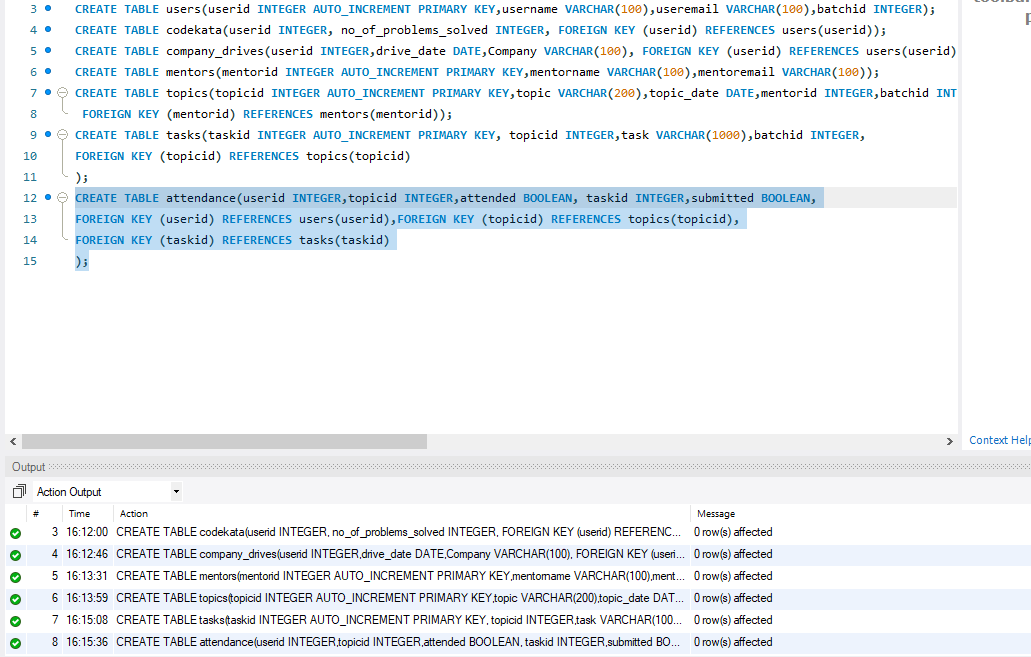 3 CREATE TABLE users(userid INTEGER AUTO_INCREMENT PRIMARY KEY,username VARCHAR(100),useremail VARCHAR(100),batchid INTEGER);
4 CREATE TABLE codekata(userid INTEGER, no_of_problems_solved INTEGER, FOREIGN KEY (userid) REFERENCES users(userid));
5 CREATE TABLE company_drives(userid INTEGER,drive_date DATE,Company VARCHAR(100), FOREIGN KEY (userid) REFERENCES users(userid)
6 CREATE TABLE mentors(mentorid INTEGER AUTO_INCREMENT PRIMARY KEY,mentorname VARCHAR(100),mentoremail VARCHAR(100));
7 CREATE TABLE topics(topicid INTEGER AUTO_INCREMENT PRIMARY KEY,topic VARCHAR(200),topic_date DATE,mentorid INTEGER,batchid INT
8 FOREIGN KEY (mentorid) REFERENCES mentors(mentorid));
9 CREATE TABLE tasks(taskid INTEGER AUTO_INCREMENT PRIMARY KEY, topicid INTEGER,task VARCHAR(1000),batchid INTEGER,
10 FOREIGN KEY (topicid) REFERENCES topics(topicid)
11 );
12 CREATE TABLE attendance(userid INTEGER,topicid INTEGER,attended BOOLEAN, taskid INTEGER,submitted BOOLEAN,
13 FOREIGN KEY (userid) REFERENCES users(userid),FOREIGN KEY (topicid) REFERENCES topics(topicid),
14 FOREIGN KEY (taskid) REFERENCES tasks(taskid)
15 );
Context Help
Output
Action Output
# Time Action Message
3 16:12:00 CREATE TABLE codekata(userid INTEGER, no_of_problems_solved INTEGER, FOREIGN KEY (userid) REFERENC... 0 row(s) affected
4 16:12:46 CREATE TABLE company_drives(userid INTEGER,drive_date DATE,Company VARCHAR(100), FOREIGN KEY (useri... 0 row(s) affected
5 16:13:31 CREATE TABLE mentors(mentorid INTEGER AUTO_INCREMENT PRIMARY KEY,mentorname VARCHAR(100),ment... 0 row(s) affected
6 16:13:59 CREATE TABLE topics(topicid INTEGER AUTO_INCREMENT PRIMARY KEY,topic VARCHAR(200),topic_date DAT... 0 row(s) affected
7 16:15:08 CREATE TABLE tasks(taskid INTEGER AUTO_INCREMENT PRIMARY KEY, topicid INTEGER,task VARCHAR(100... 0 row(s) affected
8 16:15:36 CREATE TABLE attendance(userid INTEGER,topicid INTEGER,attended BOOLEAN, taskid INTEGER,submitted BO... 0 row(s) affected